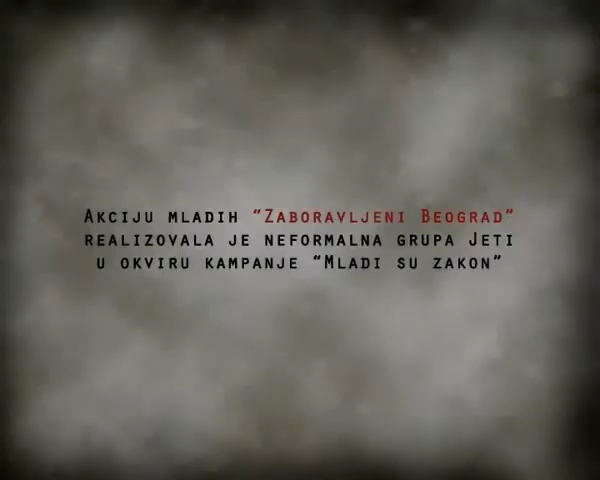 Akciju mladih “Zaboravljeni Beograd”
realizovala je neformalna grupa Jeti
u okviru kampanje “Mladi su zakon”